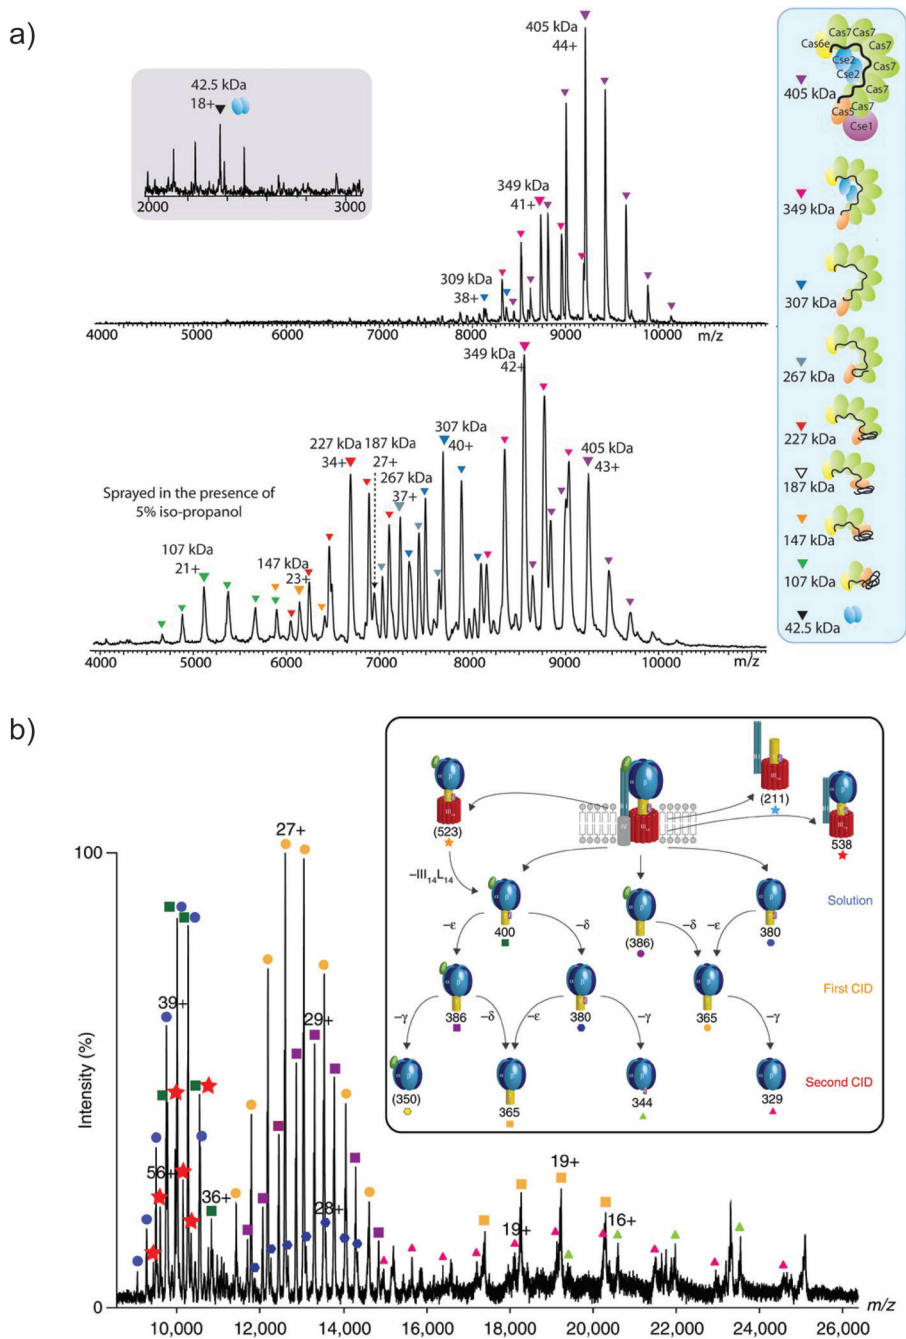 a)
42.5 kDa
18+
2000
3000
405 kDa
44+
349 kDa
41+
309 kDa
38+
4000 5000 6000 7000 8000 9000 10000
m/z
349 kDa
42+
307 kDa
40+
405 kDa
43+
227 kDa
34+
187 kDa
27+
267 kDa
37+
Sprayed in the presence of
5% iso-propanol
107 kDa
21+
147 kDa
23+
4000 5000 6000 7000 8000 9000 10000
m/z
Cas7 Cas7
Cas6e Cas7
Cse2 Cas7
Cse2
Cas7
Cas5 Cas7
Cse1
405 kDa
349 kDa
307 kDa
267 kDa
227 kDa
187 kDa
147 kDa
107 kDa
42.5 kDa
b)
100
Intensity (%)
0
39+
56+
36+
27+
29+
28+
19+
19+
16+
10,000 12,000 14,000 16,000 18,000 20,000 22,000 24,000 26,000
m/z
α β
(523)
IV
III₁₄
(211)
538
–III₁₄L₁₄
Solution
400
(386)
380
–ε
–δ
–δ
–ε
First CID
386
380
365
–γ
–δ
–ε
–γ
–γ
Second CID
(350)
365
344
329